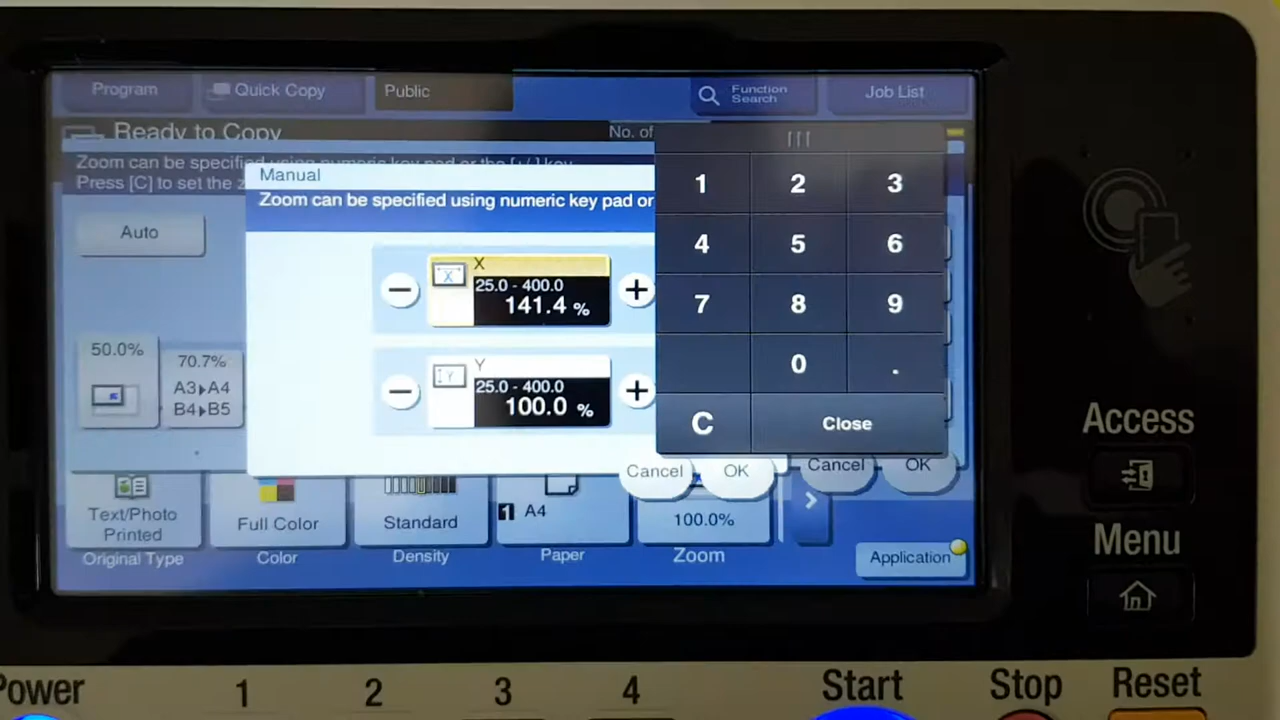 Program
Quick Copy
Public
Function
Search
Job List
Ready to Copy
No. of
Zoom can be specified using numeric key pad or the [+/-] key.
Press [C] to set the z
Manual
Zoom can be specified using numeric key pad or
Auto
X
25.0 - 400.0
141.4 %
Y
25.0 - 400.0
100.0 %
1 2 3
4 5 6
7 8 9
0 .
C Close
50.0%
70.7%
A3▸A4
B4▸B5
Cancel
OK
Cancel
OK
Text/Photo
Printed
Original Type
Full Color
Color
Standard
Density
1 A4
Paper
100.0%
Zoom
Application
Access
Menu
Power
1
2
3
4
Start
Stop
Reset